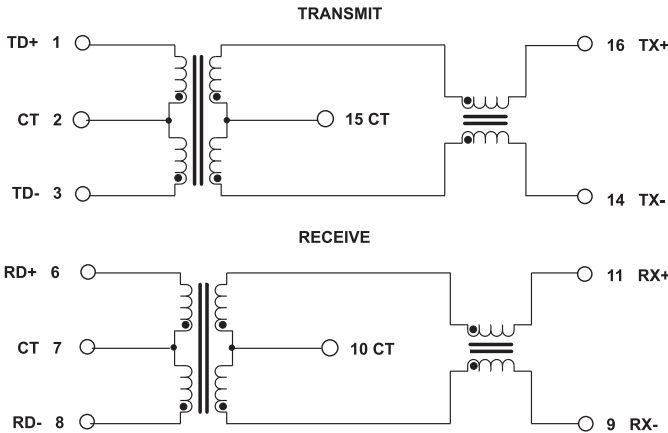 TRANSMIT
TD+ 1
16 TX+
CT 2
15 CT
TD- 3
14 TX-
RECEIVE
RD+ 6
11 RX+
CT 7
10 CT
RD- 8
9 RX-